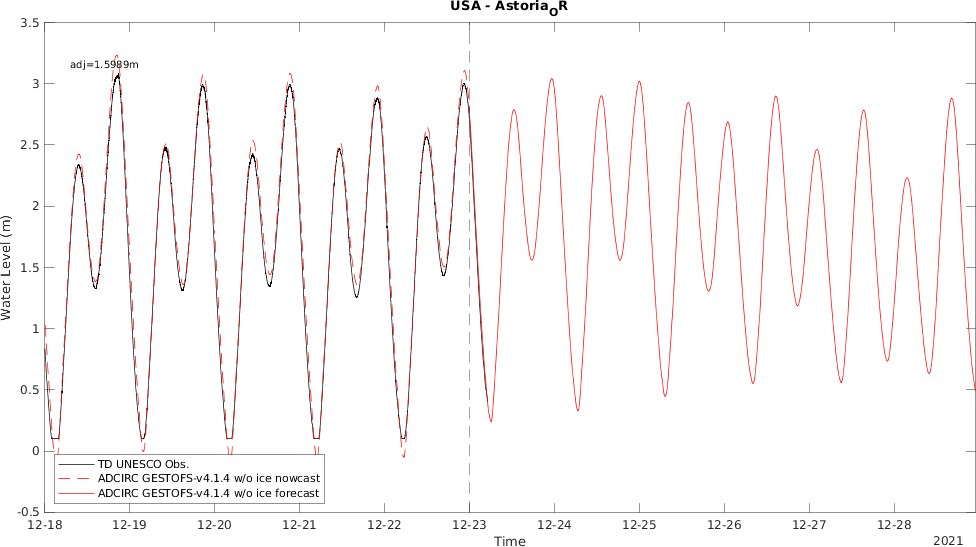 USA - Astoria_OR
3.5
adj=1.5989m
3
2.5
2
1.5
1
0.5
0
-0.5
Water Level (m)
TD UNESCO Obs.
ADCIRC GESTOFS-v4.1.4 w/o ice nowcast
ADCIRC GESTOFS-v4.1.4 w/o ice forecast
12-18 12-19 12-20 12-21 12-22 12-23 12-24 12-25 12-26 12-27 12-28
Time
2021